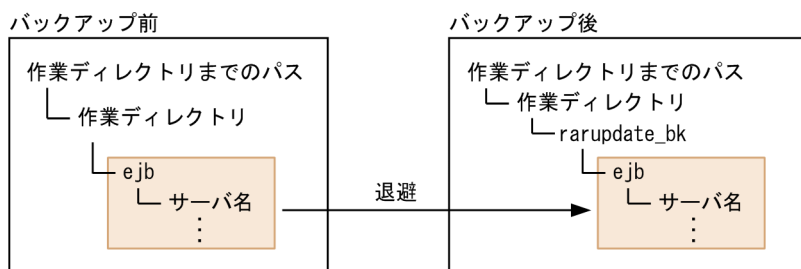 バックアップ前
作業ディレクトリまでのパス
作業ディレクトリ
ejb
サーバ名
退避
バックアップ後
作業ディレクトリまでのパス
作業ディレクトリ
rarupdate_bk
ejb
サーバ名